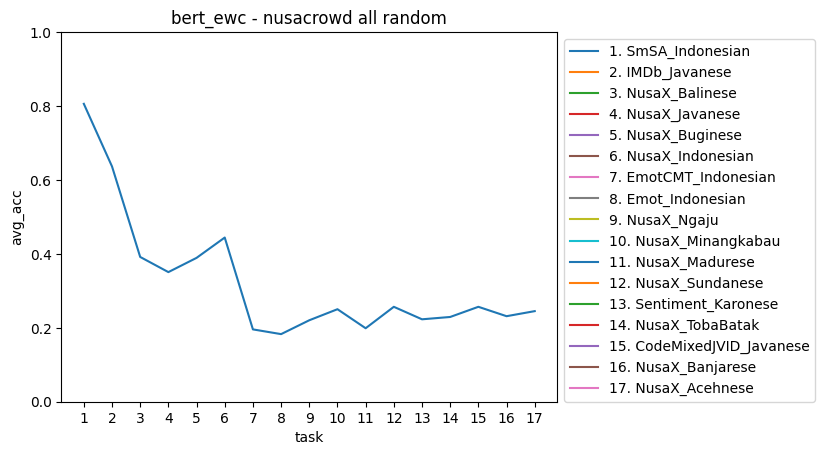 bert_ewc - nusacrowd all random
avg_acc
1.0
0.8
0.6
0.4
0.2
0.0
1 2 3 4 5 6 7 8 9 10 11 12 13 14 15 16 17
task
1. SmSA_Indonesian
2. IMDb_Javanese
3. NusaX_Balinese
4. NusaX_Javanese
5. NusaX_Buginese
6. NusaX_Indonesian
7. EmotCMT_Indonesian
8. Emot_Indonesian
9. NusaX_Ngaju
10. NusaX_Minangkabau
11. NusaX_Madurese
12. NusaX_Sundanese
13. Sentiment_Karonese
14. NusaX_TobaBatak
15. CodeMixedJVID_Javanese
16. NusaX_Banjarese
17. NusaX_Acehnese